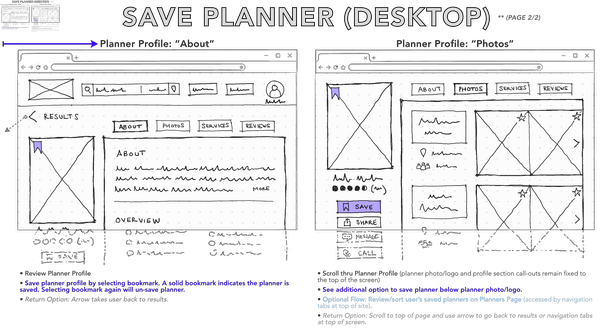 SAVE PLANNER (DESKTOP)
** (PAGE 2/2)
Planner Profile: “About”
RESULTS
ABOUT
PHOTOS
SERVICES
REVIEWS
ABOUT
MORE
OVERVIEW
SAVE
• Review Planner Profile
• Save planner profile by selecting bookmark. A solid bookmark indicates the planner is
saved. Selecting bookmark again will un-save planner.
• Return Option: Arrow takes user back to results.
Planner Profile: “Photos”
ABOUT
PHOTOS
SERVICES
REVIEWS
SAVE
SHARE
MESSAGE
CALL
• Scroll thru Planner Profile (planner photo/logo and profile section call-outs remain fixed to
the top of the screen)
• See additional option to save planner below planner photo/logo.
• Optional Flow: Review/sort user's saved planners on Planners Page (accessed by navigation
tabs at top of site).
• Return Option: Scroll to top of page and use arrow to go back to results or navigation tabs
at top of screen.